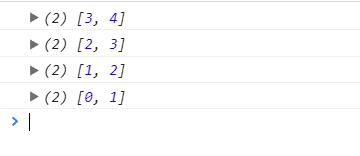 ▶ (2) [3, 4]
▶ (2) [2, 3]
▶ (2) [1, 2]
▶ (2) [0, 1]
>